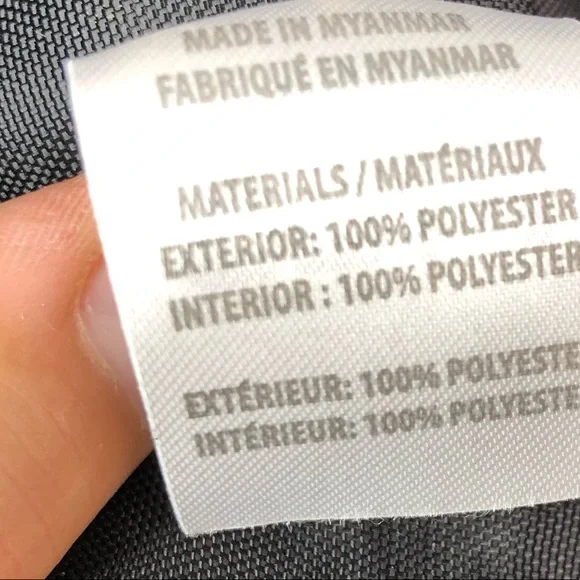 MADE IN MYANMAR
FABRIQUÉ EN MYANMAR
MATERIALS / MATÉRIAUX
EXTERIOR: 100% POLYESTER
INTERIOR : 100% POLYESTER
EXTÉRIEUR: 100% POLYESTE
INTÉRIEUR: 100% POLYESTE